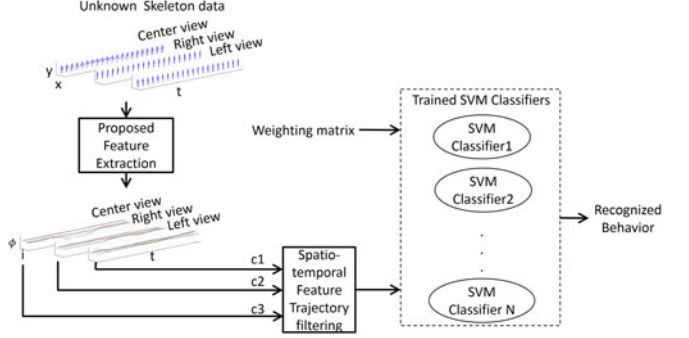 Unknown Skeleton data
Center view
Right view
Left view
y
x
t
Proposed
Feature
Extraction
Center view
Right view
Left view
ϕ
i
t
c1
c2
c3
Spatio-
temporal
Feature
Trajectory
filtering
Weighting matrix
Trained SVM Classifiers
SVM
Classifier1
SVM
Classifier2
.
.
.
SVM
Classifier N
Recognized
Behavior